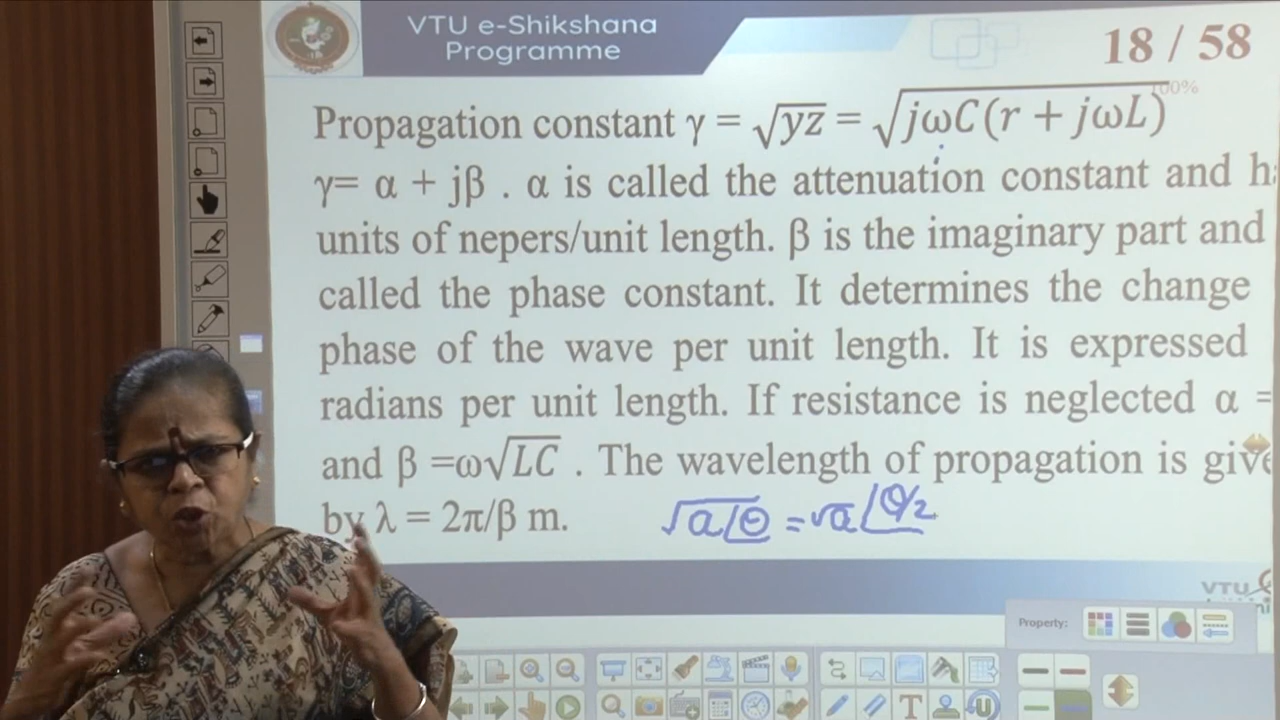 VTU e-Shikshana
Programme
18 / 58
100%
Propagation constant γ = √yz = √jωC(r + jωL)
γ= α + jβ . α is called the attenuation constant and
units of nepers/unit length. β is the imaginary part and
called the phase constant. It determines the change
phase of the wave per unit length. It is expressed
radians per unit length. If resistance is neglected α =
and β =ω√LC . The wavelength of propagation is give
by λ = 2π/β m.
√a∠θ = √a∠θ/2
VTU
Property: